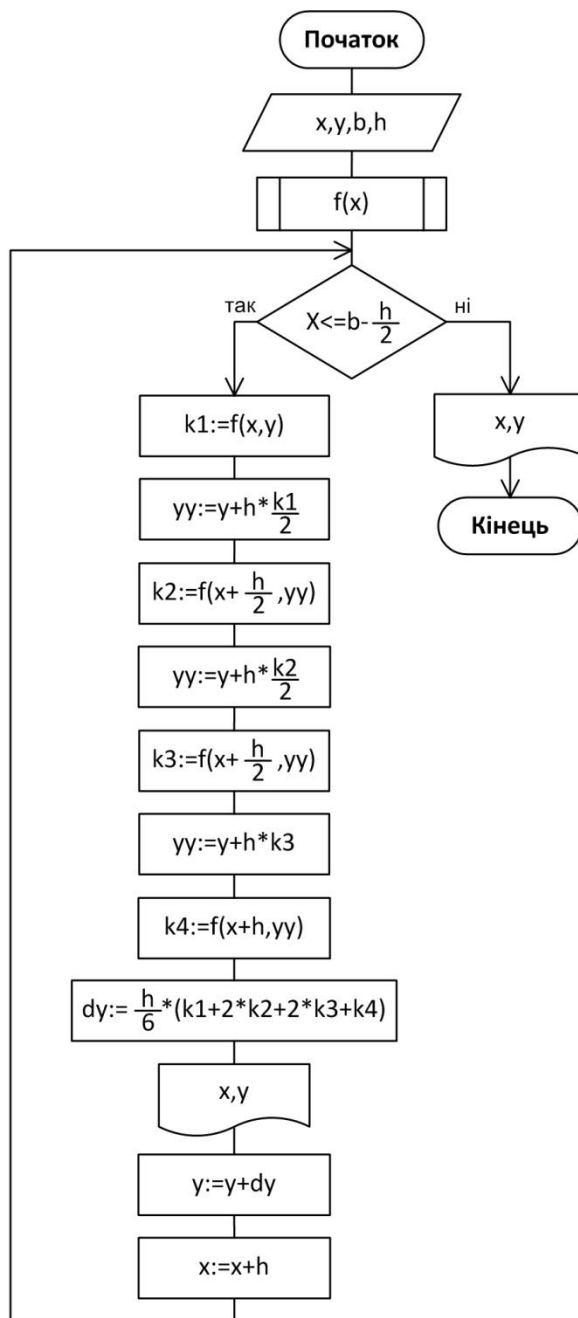 Початок
x,y,b,h
f(x)
так
X<=b-h/2
ні
k1:=f(x,y)
x,y
yy:=y+h*k1/2
Кінець
k2:=f(x+h/2,yy)
yy:=y+h*k2/2
k3:=f(x+h/2,yy)
yy:=y+h*k3
k4:=f(x+h,yy)
dy:=h/6*(k1+2*k2+2*k3+k4)
x,y
y:=y+dy
x:=x+h